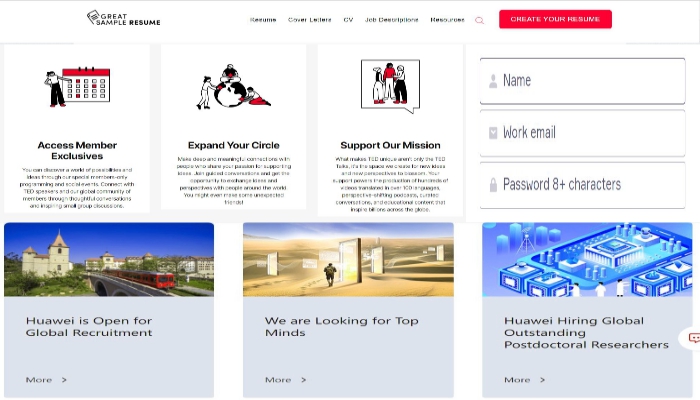 GREAT
SAMPLE RESUME
Resume Cover Letters CV Job Descriptions Resources
CREATE YOUR RESUME
Access Member
Exclusives
You can discover a world of possibilities and
ideas through our special members-only
programming and social events. Connect with
TED speakers and our global community of
members through thoughtful conversations
and inspiring small group discussions.
Expand Your Circle
Make deep and meaningful connections with
people who share your passion for supporting
ideas. Join guided conversations and get the
opportunity to exchange ideas and
perspectives with people around the world.
You might even make some unexpected
friends!
Support Our Mission
What makes TED unique aren't only the TED
Talks, it's the space we create for new ideas
and new perspectives to blossom. Your
support powers the production of hundreds of
videos translated in over 100 languages,
perspective-shifting podcasts, curated
conversations, and educational content that
inspire billions across the globe.
Name
Work email
Password 8+ characters
Huawei is Open for
Global Recruitment
More >
We are Looking for Top
Minds
More >
Huawei Hiring Global
Outstanding
Postdoctoral Researchers
More >